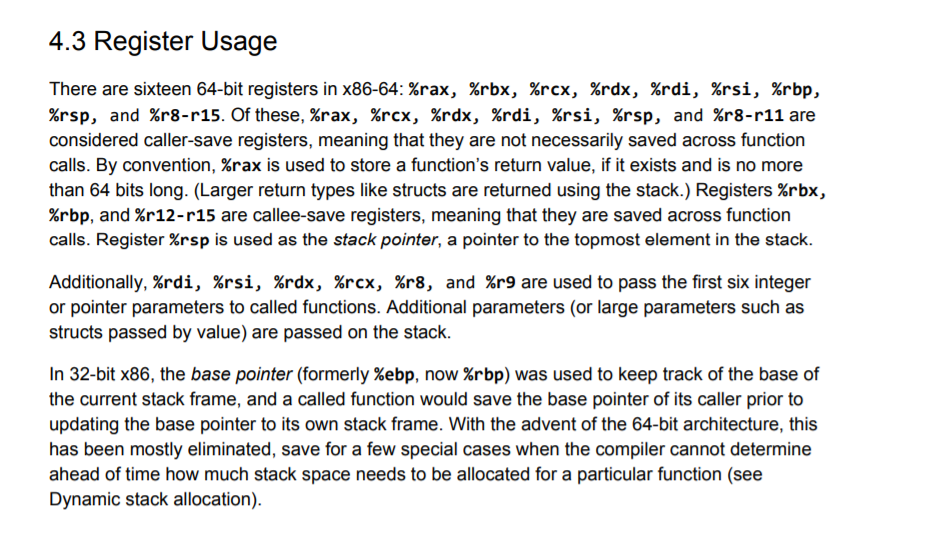 4.3 Register Usage
There are sixteen 64-bit registers in x86-64: %rax, %rbx, %rcx, %rdx, %rdi, %rsi, %rbp,
%rsp, and %r8-r15. Of these, %rax, %rcx, %rdx, %rdi, %rsi, %rsp, and %r8-r11 are
considered caller-save registers, meaning that they are not necessarily saved across function
calls. By convention, %rax is used to store a function’s return value, if it exists and is no more
than 64 bits long. (Larger return types like structs are returned using the stack.) Registers %rbx,
%rbp, and %r12-r15 are callee-save registers, meaning that they are saved across function
calls. Register %rsp is used as the stack pointer, a pointer to the topmost element in the stack.
Additionally, %rdi, %rsi, %rdx, %rcx, %r8, and %r9 are used to pass the first six integer
or pointer parameters to called functions. Additional parameters (or large parameters such as
structs passed by value) are passed on the stack.
In 32-bit x86, the base pointer (formerly %ebp, now %rbp) was used to keep track of the base of
the current stack frame, and a called function would save the base pointer of its caller prior to
updating the base pointer to its own stack frame. With the advent of the 64-bit architecture, this
has been mostly eliminated, save for a few special cases when the compiler cannot determine
ahead of time how much stack space needs to be allocated for a particular function (see
Dynamic stack allocation).